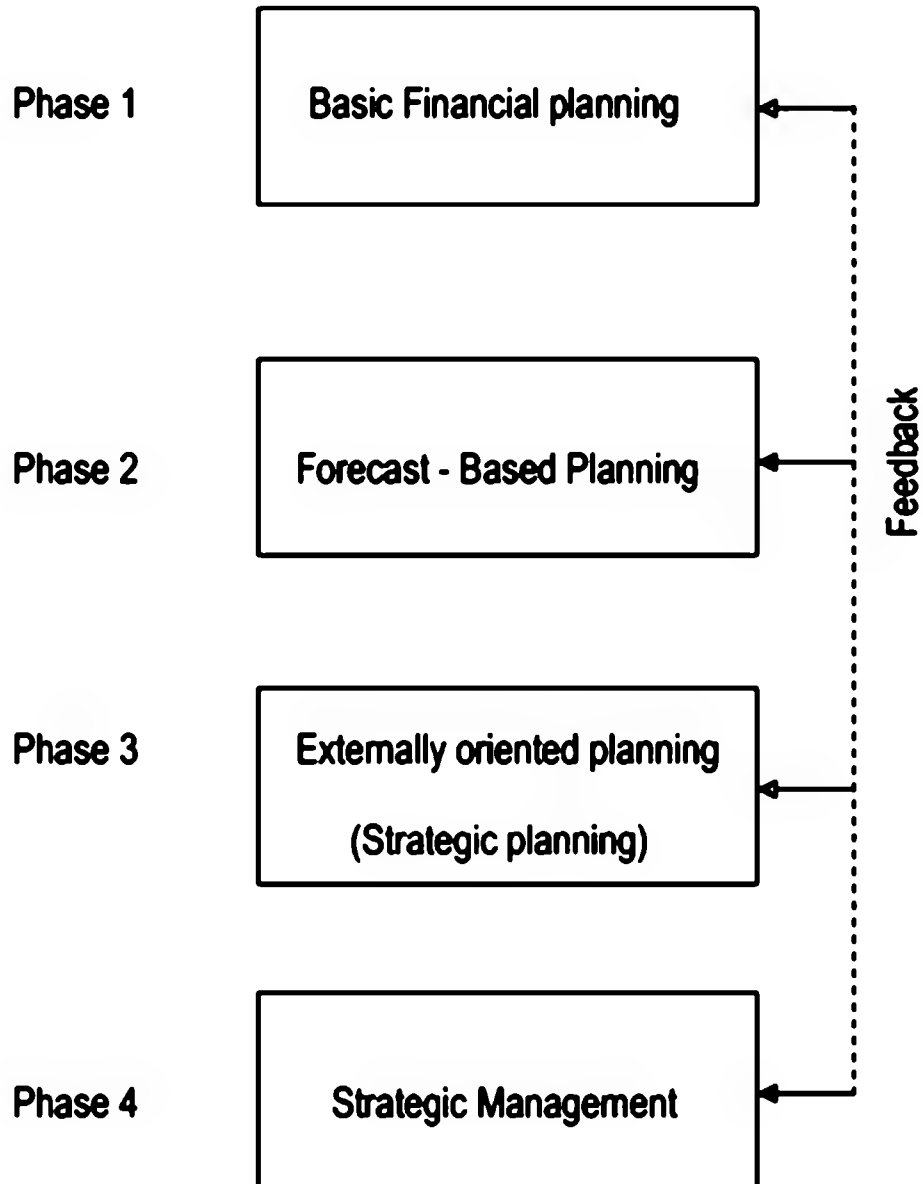 Phase 1
Basic Financial planning
Phase 2
Forecast - Based Planning
Feedback
Phase 3
Externally oriented planning
(Strategic planning)
Phase 4
Strategic Management